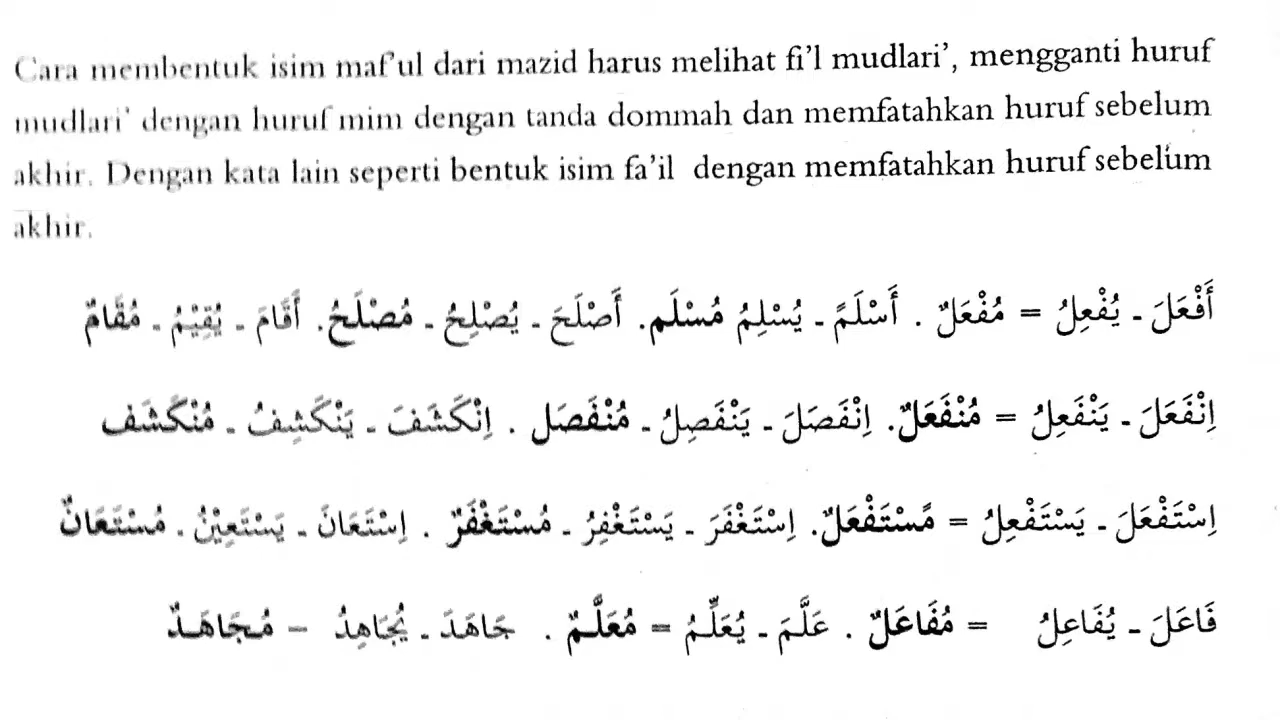 Cara membentuk isim maf'ul dari mazid harus melihat fi'l mudlari', mengganti huruf
mudlari' dengan huruf mim dengan tanda dommah dan memfatahkan huruf sebelum
akhir. Dengan kata lain seperti bentuk isim fa'il dengan memfatahkan huruf sebelum
akhir.
أَفْعَلَ - يُفْعِلُ = مُفْعَلٌ . أَسْلَمً - يُسْلِمُ مُسْلَم. أَصْلَحَ - يُصْلِحُ - مُصْلَحُ. أَقَامَ - يُقِيْمُ - مُقَامٌ
اِنْفَعَلَ - يَنْفَعِلُ = مُنْفَعَلٌ. اِنْفَصَلَ - يَنْفَصِلُ - مُنْفَصَل . اِنْكَشَفَ - يَنْكَشِفُ - مُنْكَشَف
اِسْتَفْعَلَ - يَسْتَفْعِلُ = مًسْتَفْعَلٌ. اِسْتَغْفَرَ - يَسْتَغْفِرُ - مُسْتَغْفَرٌ . اِسْتَعَانَ - يَسْتَعِيْنُ - مُسْتَعَانٌ
فَاعَلَ - يُفَاعِلُ = مُفَاعَلٌ . عَلَّمَ - يُعَلِّمُ = مُعَلَّمٌ . جَاهَدَ - يُجَاهِدُ - مُجَاهَدٌ